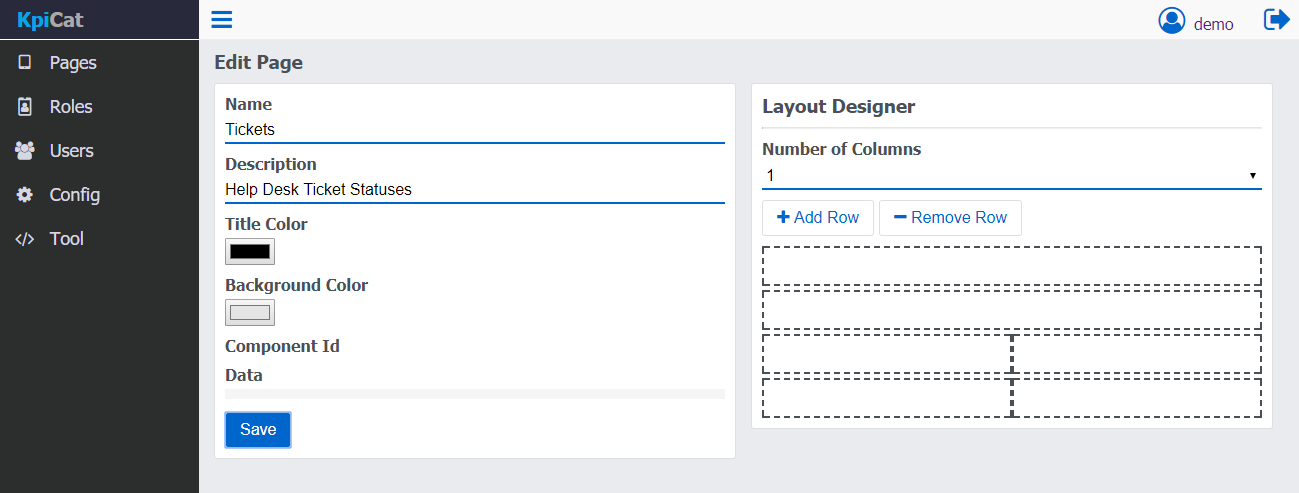 KpiCat
demo
Pages
Roles
Users
Config
Tool
Edit Page
Name
Tickets
Description
Help Desk Ticket Statuses
Title Color
Background Color
Component Id
Data
Save
Layout Designer
Number of Columns
1
Add Row
Remove Row